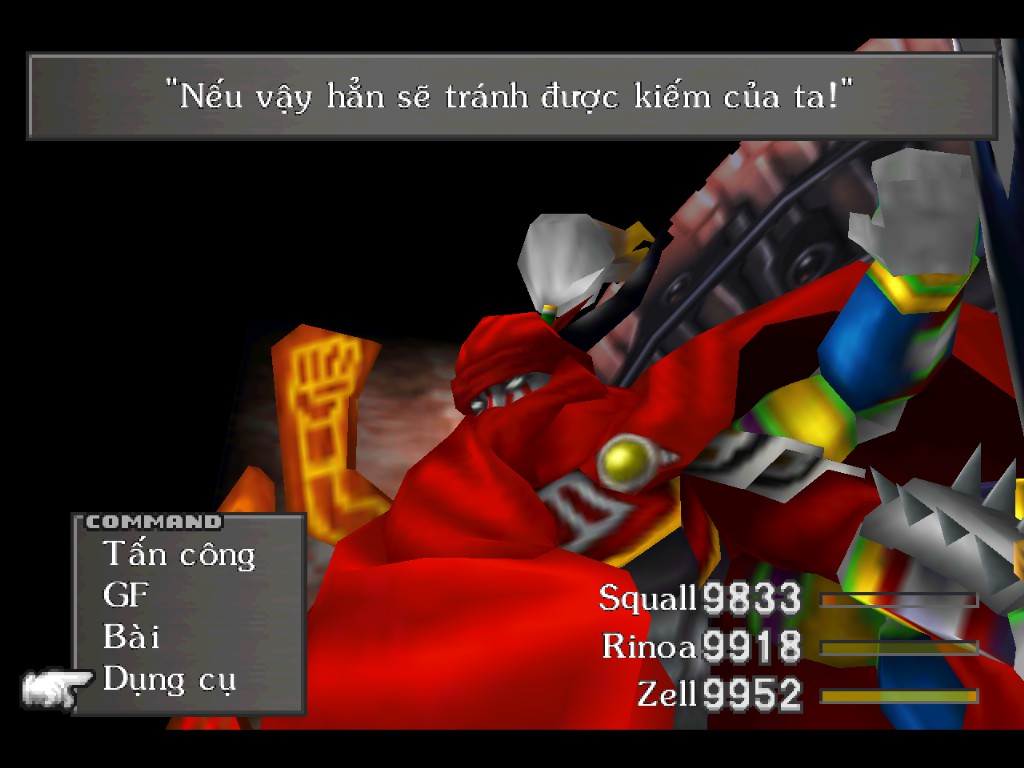 "Nếu vậy hẳn sẽ tránh được kiếm của ta!"
COMMAND
Tấn công
GF
Bài
Dụng cụ
Squall 9833
Rinoa 9918
Zell 9952